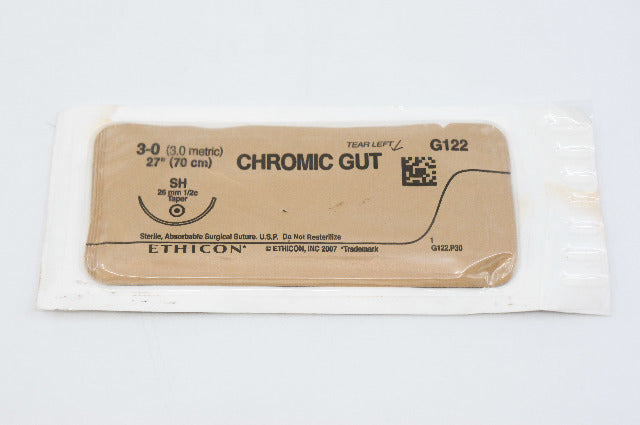 3-0 (3.0 metric)
27" (70 cm)
CHROMIC GUT
TEAR LEFT
G122
SH
26 mm 1/2c
Taper
Sterile, Absorbable Surgical Suture. U.S.P. Do Not Resterilize
ETHICON* © ETHICON, INC 2007 *Trademark
1
G122.P30